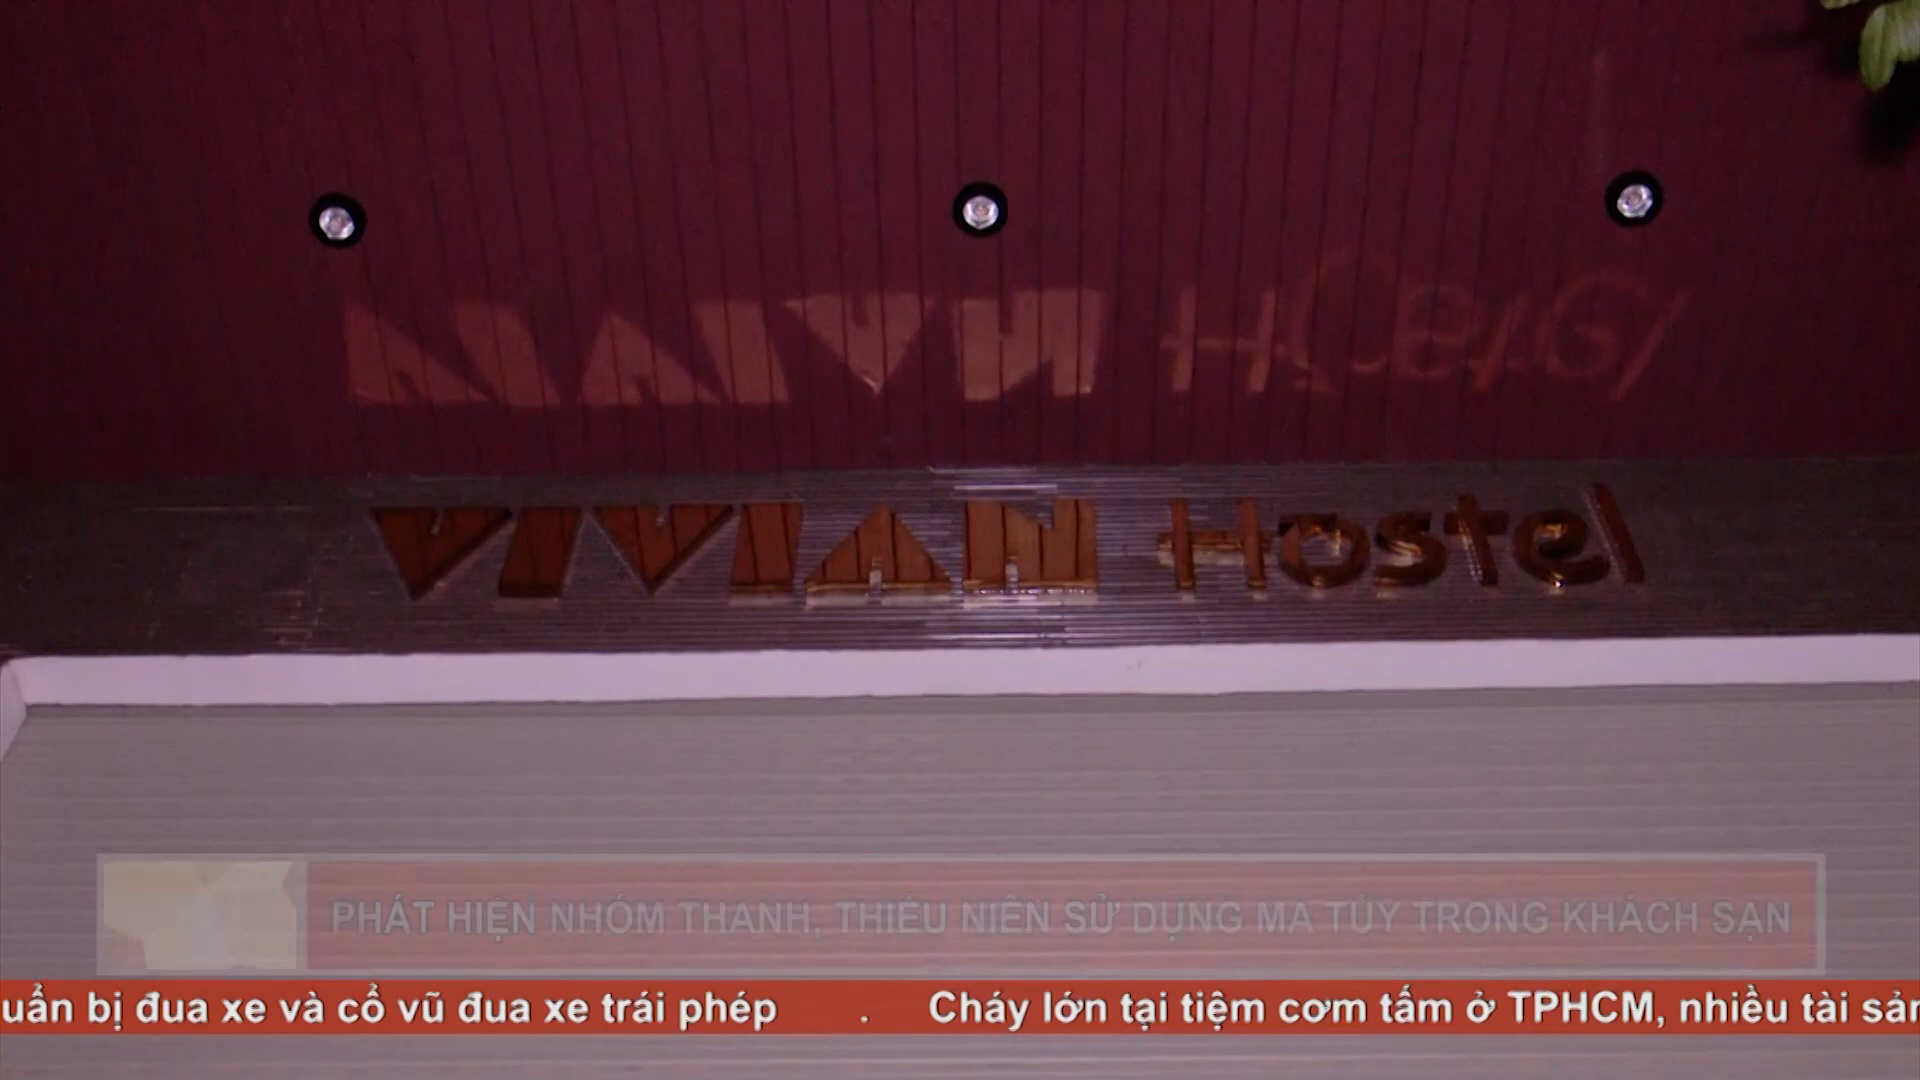 VIVIAN Hostel
PHÁT HIỆN NHÓM THANH, THIẾU NIÊN SỬ DỤNG MA TÚY TRONG KHÁCH SẠN
uẩn bị đua xe và cổ vũ đua xe trái phép . Cháy lớn tại tiệm cơm tấm ở TPHCM, nhiều tài sản